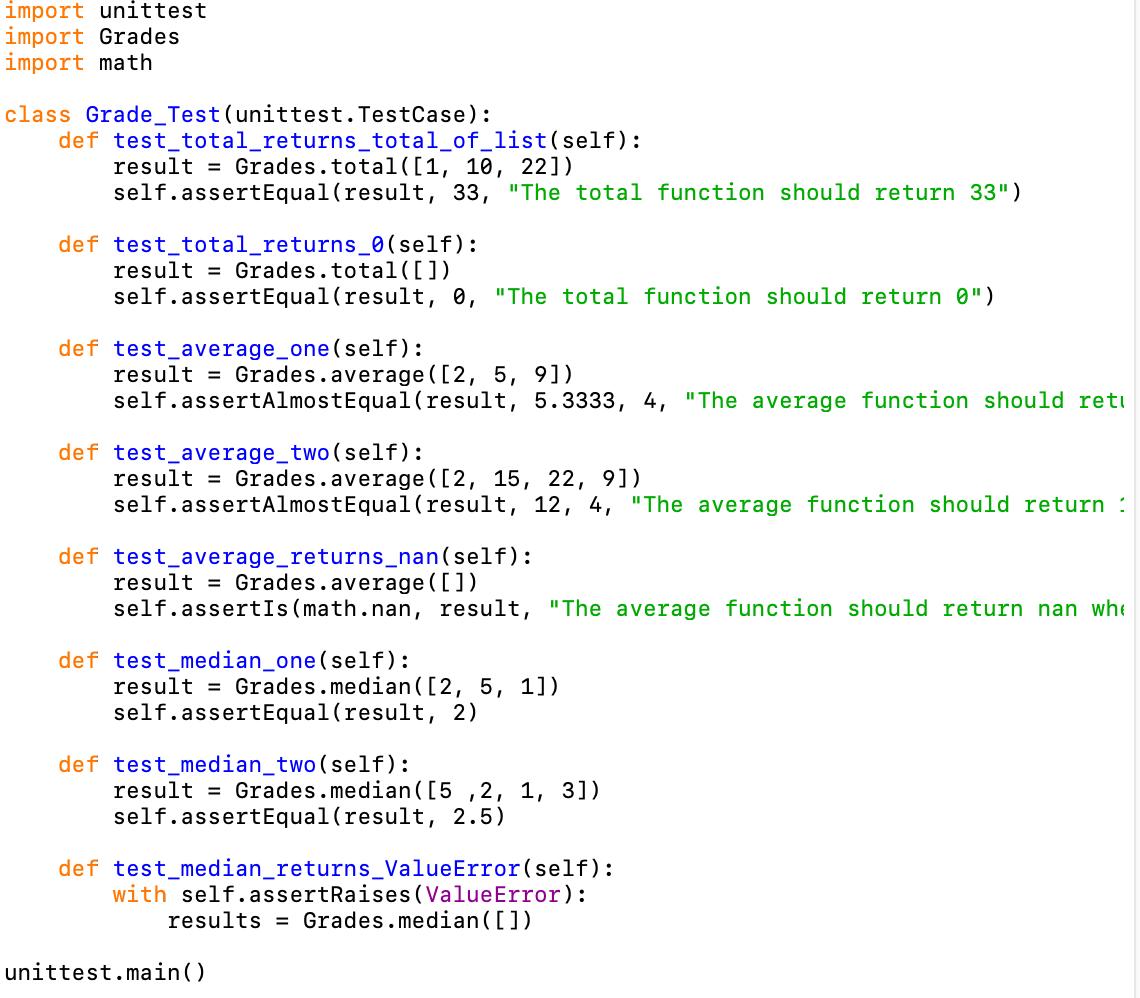 import unittest
import Grades
import math

class Grade_Test(unittest.TestCase):
    def test_total_returns_total_of_list(self):
        result = Grades.total([1, 10, 22])
        self.assertEqual(result, 33, "The total function should return 33")

    def test_total_returns_0(self):
        result = Grades.total([])
        self.assertEqual(result, 0, "The total function should return 0")

    def test_average_one(self):
        result = Grades.average([2, 5, 9])
        self.assertAlmostEqual(result, 5.3333, 4, "The average function should

    def test_average_two(self):
        result = Grades.average([2, 15, 22, 9])
        self.assertAlmostEqual(result, 12, 4, "The average function should return

    def test_average_returns_nan(self):
        result = Grades.average([])
        self.assertIs(math.nan, result, "The average function should return nan

    def test_median_one(self):
        result = Grades.median([2, 5, 1])
        self.assertEqual(result, 2)

    def test_median_two(self):
        result = Grades.median([5 ,2, 1, 3])
        self.assertEqual(result, 2.5)

    def test_median_returns_ValueError(self):
        with self.assertRaises(ValueError):
            results = Grades.median([])

unittest.main()